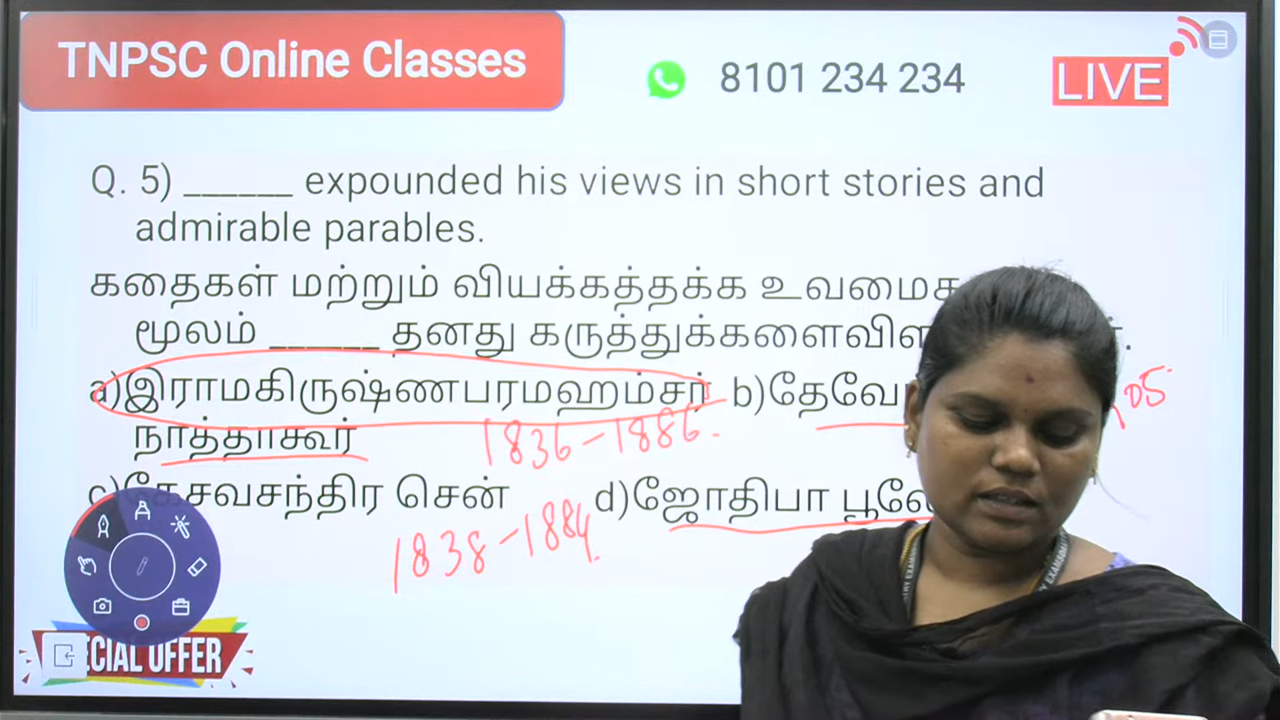 TNPSC Online Classes
8101 234 234
LIVE
Q. 5) ______ expounded his views in short stories and
admirable parables.
கதைகள் மற்றும் வியக்கத்தக்க உவமைக
மூலம் ______ தனது கருத்துக்களைவிள
a)இராமகிருஷ்ணபரமஹம்சர் b)தேவே
05
நாத்தாகூர் 1836-1886.
c)கேசவசந்திர சென் d)ஜோதிபா பூலே
1838-1884.
ECIAL OFFER